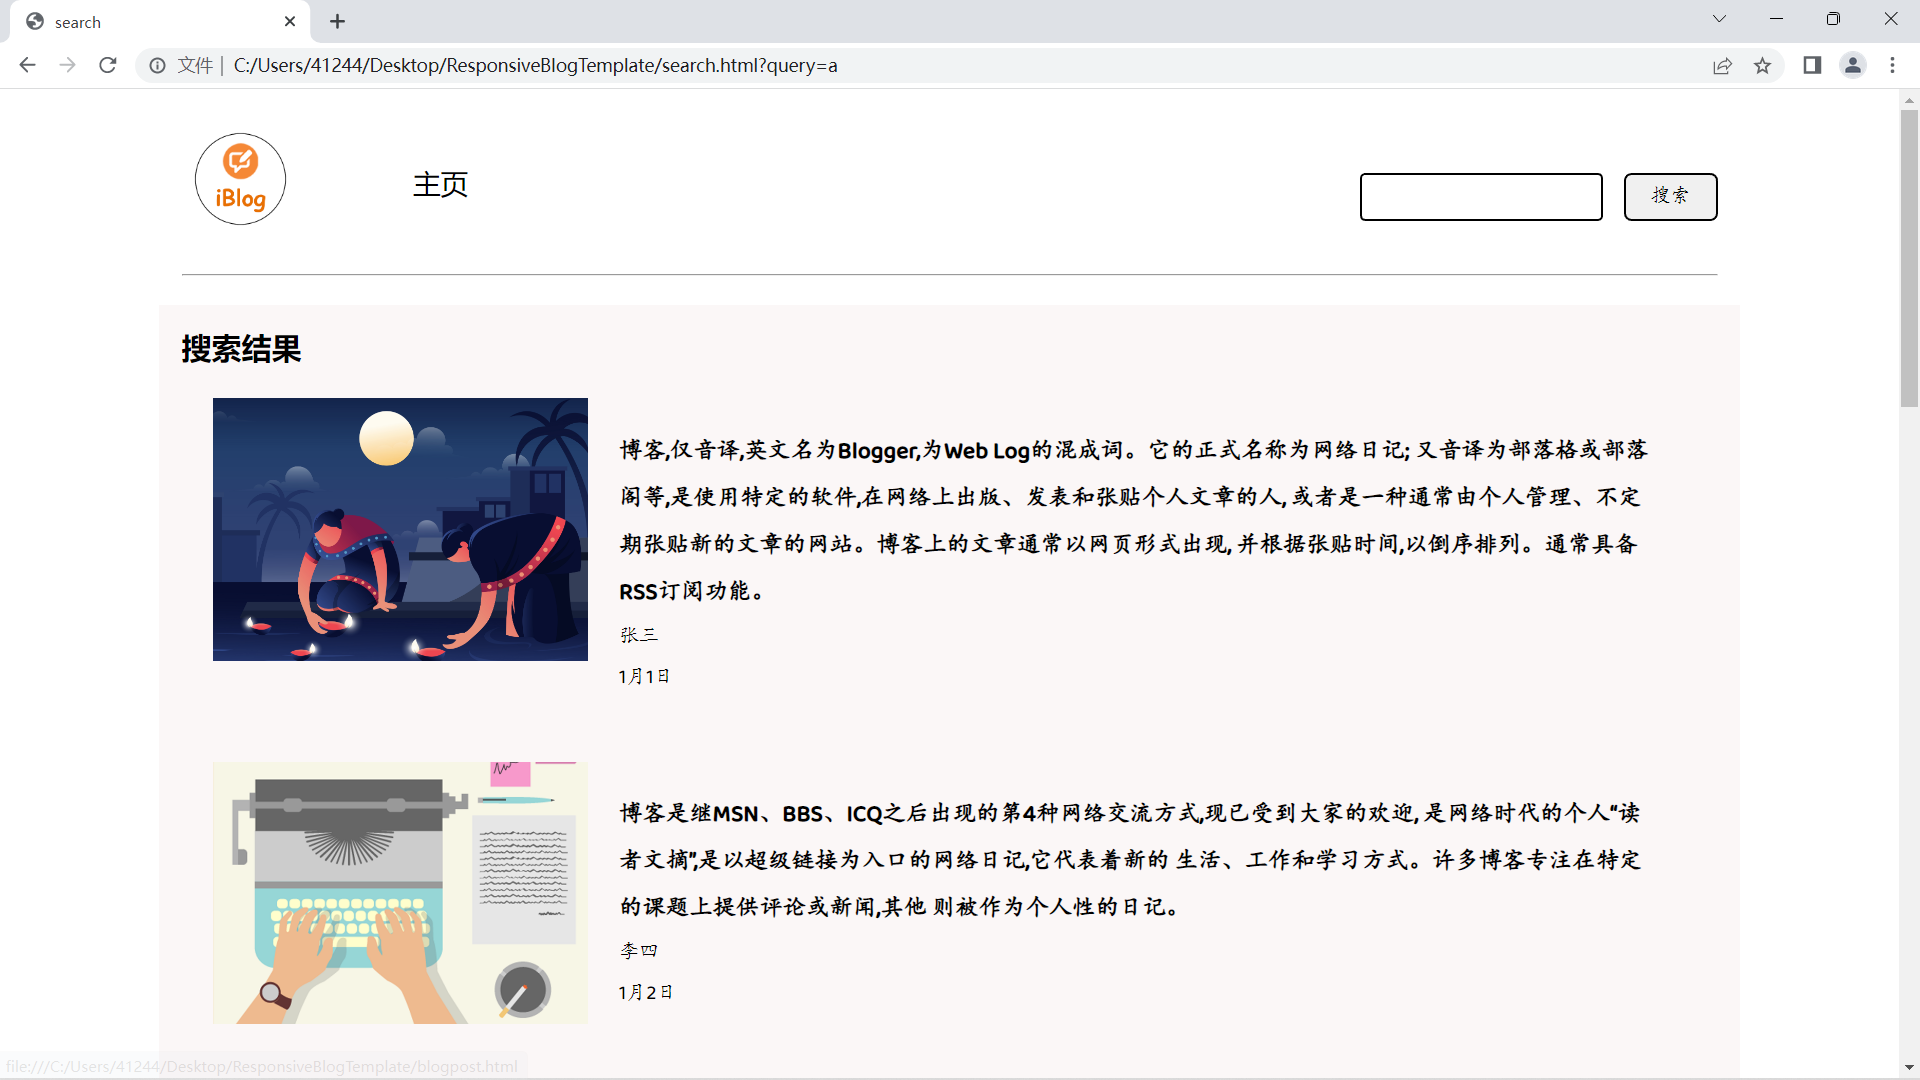 search
文件 | C:/Users/41244/Desktop/ResponsiveBlogTemplate/search.html?query=a
iBlog
主页
搜索
搜索结果
博客,仅音译,英文名为Blogger,为Web Log的混成词。它的正式名称为网络日记; 又音译为部落格或部落
阁等,是使用特定的软件,在网络上出版、发表和张贴个人文章的人, 或者是一种通常由个人管理、不定
期张贴新的文章的网站。博客上的文章通常以网页形式出现, 并根据张贴时间,以倒序排列。通常具备
RSS订阅功能。
张三
1月1日
博客是继MSN、BBS、ICQ之后出现的第4种网络交流方式,现已受到大家的欢迎, 是网络时代的个人“读
者文摘”,是以超级链接为入口的网络日记,它代表着新的 生活、工作和学习方式。许多博客专注在特定
的课题上提供评论或新闻,其他 则被作为个人性的日记。
李四
1月2日
file:///C:/Users/41244/Desktop/ResponsiveBlogTemplate/blogpost.html